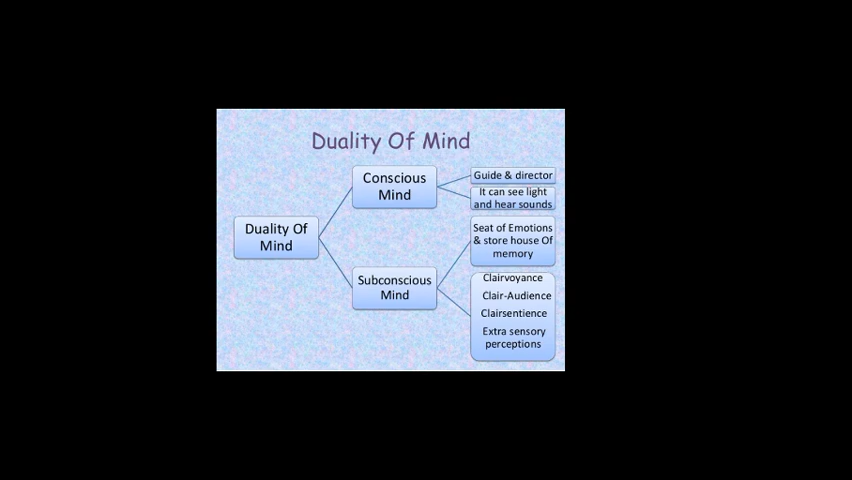 Duality Of Mind
Duality Of
Mind
Conscious
Mind
Guide & director
It can see light
and hear sounds
Subconscious
Mind
Seat of Emotions
& store house Of
memory
Clairvoyance
Clair-Audience
Clairsentience
Extra sensory
perceptions